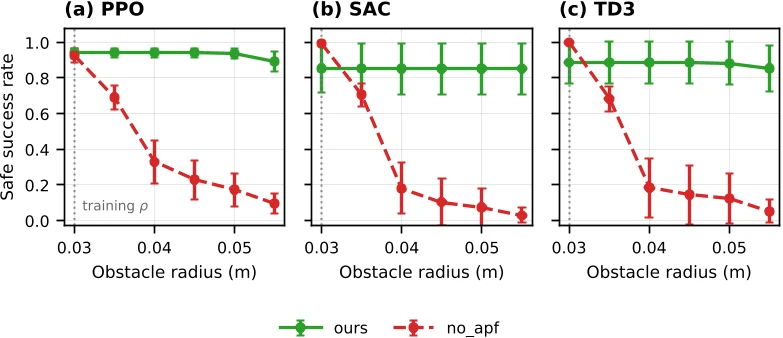 (a) PPO
(b) SAC
(c) TD3
Safe success rate
1.0
0.8
0.6
0.4
0.2
0.0
training ρ
0.03 0.04 0.05
0.03 0.04 0.05
0.03 0.04 0.05
Obstacle radius (m)
Obstacle radius (m)
Obstacle radius (m)
ours
no_apf